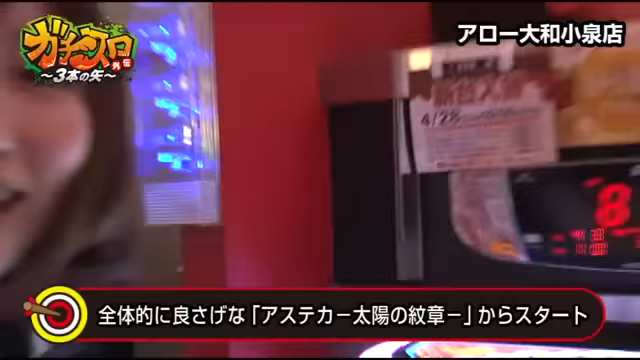 ガチスロ
外伝
～3本の矢～
アロー大和小泉店
新台入替
4/28
8
全体的に良さげな「アステカー太陽の紋章ー」からスタート